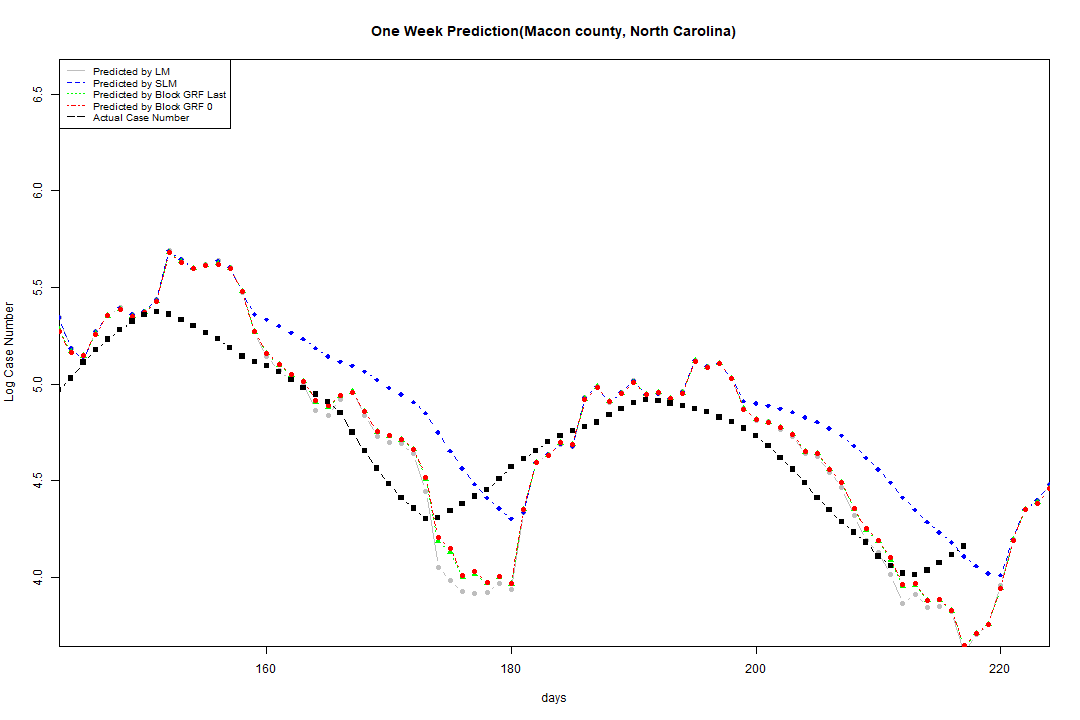 One Week Prediction(Macon county, North Carolina)
Predicted by LM
Predicted by SLM
Predicted by Block GRF Last
Predicted by Block GRF 0
Actual Case Number
6.5
6.0
5.5
5.0
4.5
4.0
Log Case Number
160 180 200 220
days